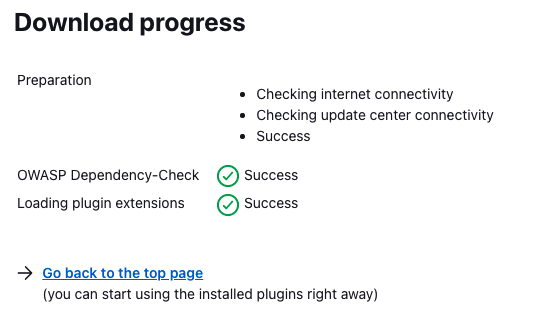 Download progress
Preparation
Checking internet connectivity
Checking update center connectivity
Success
OWASP Dependency-Check Success
Loading plugin extensions Success
Go back to the top page
(you can start using the installed plugins right away)